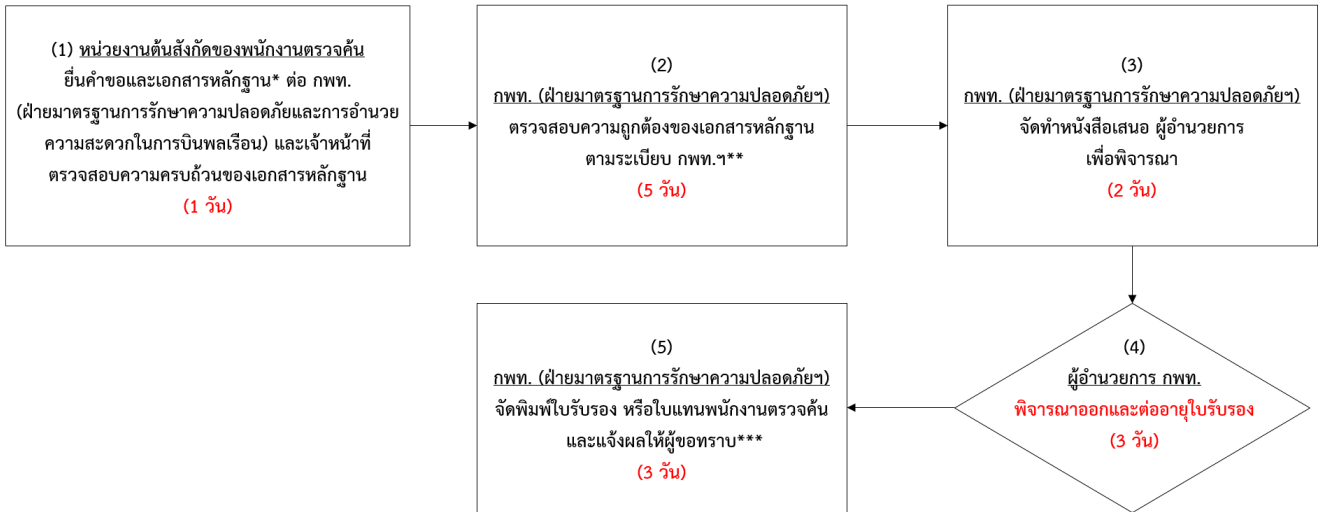 (1) หน่วยงานต้นสังกัดของพนักงานตรวจค้น
ยื่นคำขอและเอกสารหลักฐาน* ต่อ กพท.
(ฝ่ายมาตรฐานการรักษาความปลอดภัยและการอำนวย
ความสะดวกในการบินพลเรือน) และเจ้าหน้าที่
ตรวจสอบความครบถ้วนของเอกสารหลักฐาน
(1 วัน)
(2)
กพท. (ฝ่ายมาตรฐานการรักษาความปลอดภัยฯ)
ตรวจสอบความถูกต้องของเอกสารหลักฐาน
ตามระเบียบ กพท.ฯ**
(5 วัน)
(3)
กพท. (ฝ่ายมาตรฐานการรักษาความปลอดภัยฯ)
จัดทำหนังสือเสนอ ผู้อำนวยการ
เพื่อพิจารณา
(2 วัน)
(4)
ผู้อำนวยการ กพท.
พิจารณาออกและต่ออายุใบรับรอง
(3 วัน)
(5)
กพท. (ฝ่ายมาตรฐานการรักษาความปลอดภัยฯ)
จัดพิมพ์ใบรับรอง หรือใบแทนพนักงานตรวจค้น
และแจ้งผลให้ผู้ขอทราบ***
(3 วัน)